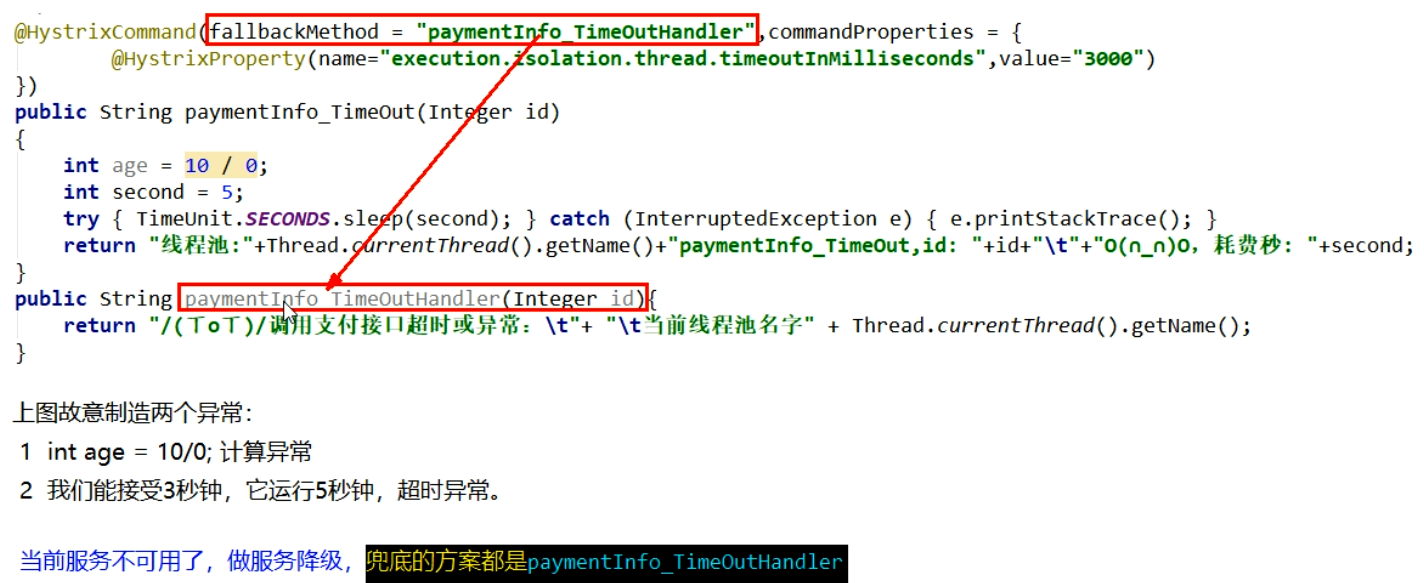 @HystrixCommand(fallbackMethod = "paymentInfo_TimeOutHandler",commandProperties = {
@HystrixProperty(name="execution.isolation.thread.timeoutInMilliseconds",value="3000")
})
public String paymentInfo_TimeOut(Integer id)
{
int age = 10 / 0;
int second = 5;
try { TimeUnit.SECONDS.sleep(second); } catch (InterruptedException e) { e.printStackTrace(); }
return "线程池:"+Thread.currentThread().getName()+"paymentInfo_TimeOut,id: "+id+"\t"+"O(∩_∩)O，耗费秒: "+second;
}
public String paymentInfo_TimeOutHandler(Integer id){
return "/(ㄒoㄒ)/调用支付接口超时或异常：\t"+ "\t当前线程池名字" + Thread.currentThread().getName();
}
上图故意制造两个异常：
1 int age = 10/0; 计算异常
2 我们能接受3秒钟，它运行5秒钟，超时异常。
当前服务不可用了，做服务降级，兜底的方案都是paymentInfo_TimeOutHandler